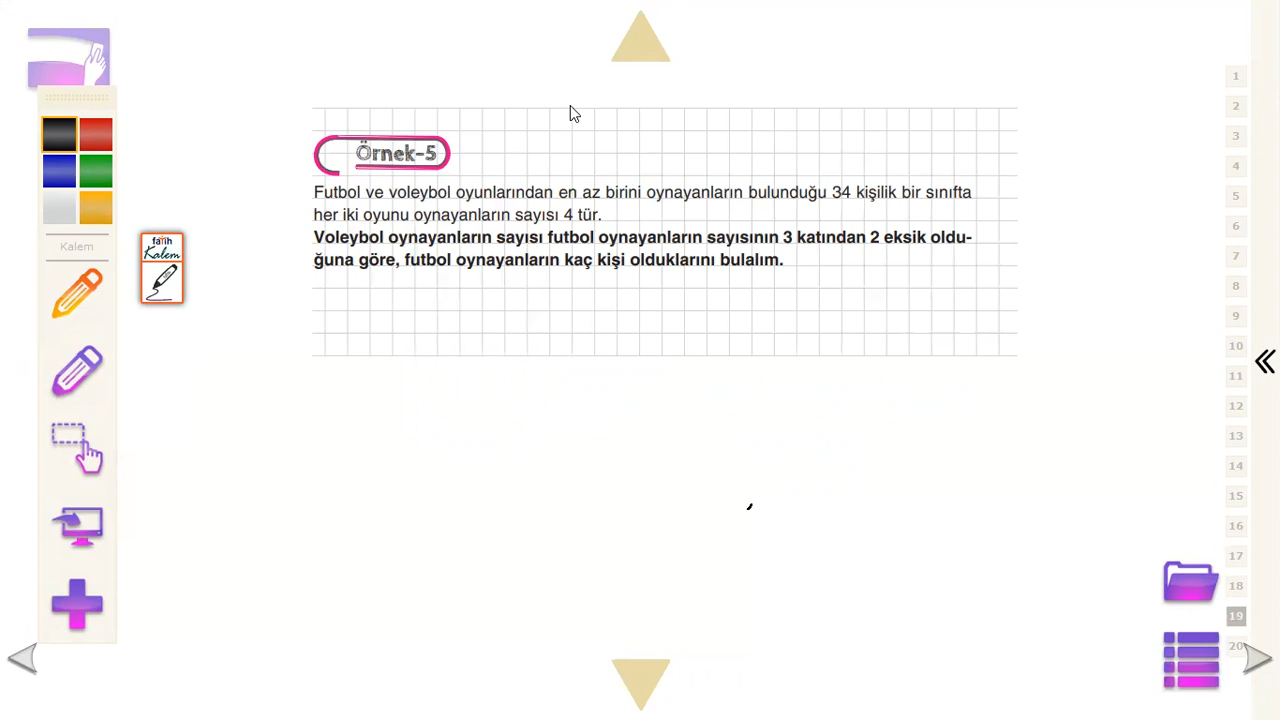 Örnek-5
Futbol ve voleybol oyunlarından en az birini oynayanların bulunduğu 34 kişilik bir sınıfta
her iki oyunu oynayanların sayısı 4 tür.
Voleybol oynayanların sayısı futbol oynayanların sayısının 3 katından 2 eksik oldu-
ğuna göre, futbol oynayanların kaç kişi olduklarını bulalım.
Kalem
fatih
Kalem
1
2
3
4
5
6
7
8
9
10
11
12
13
14
15
16
17
18
19
20